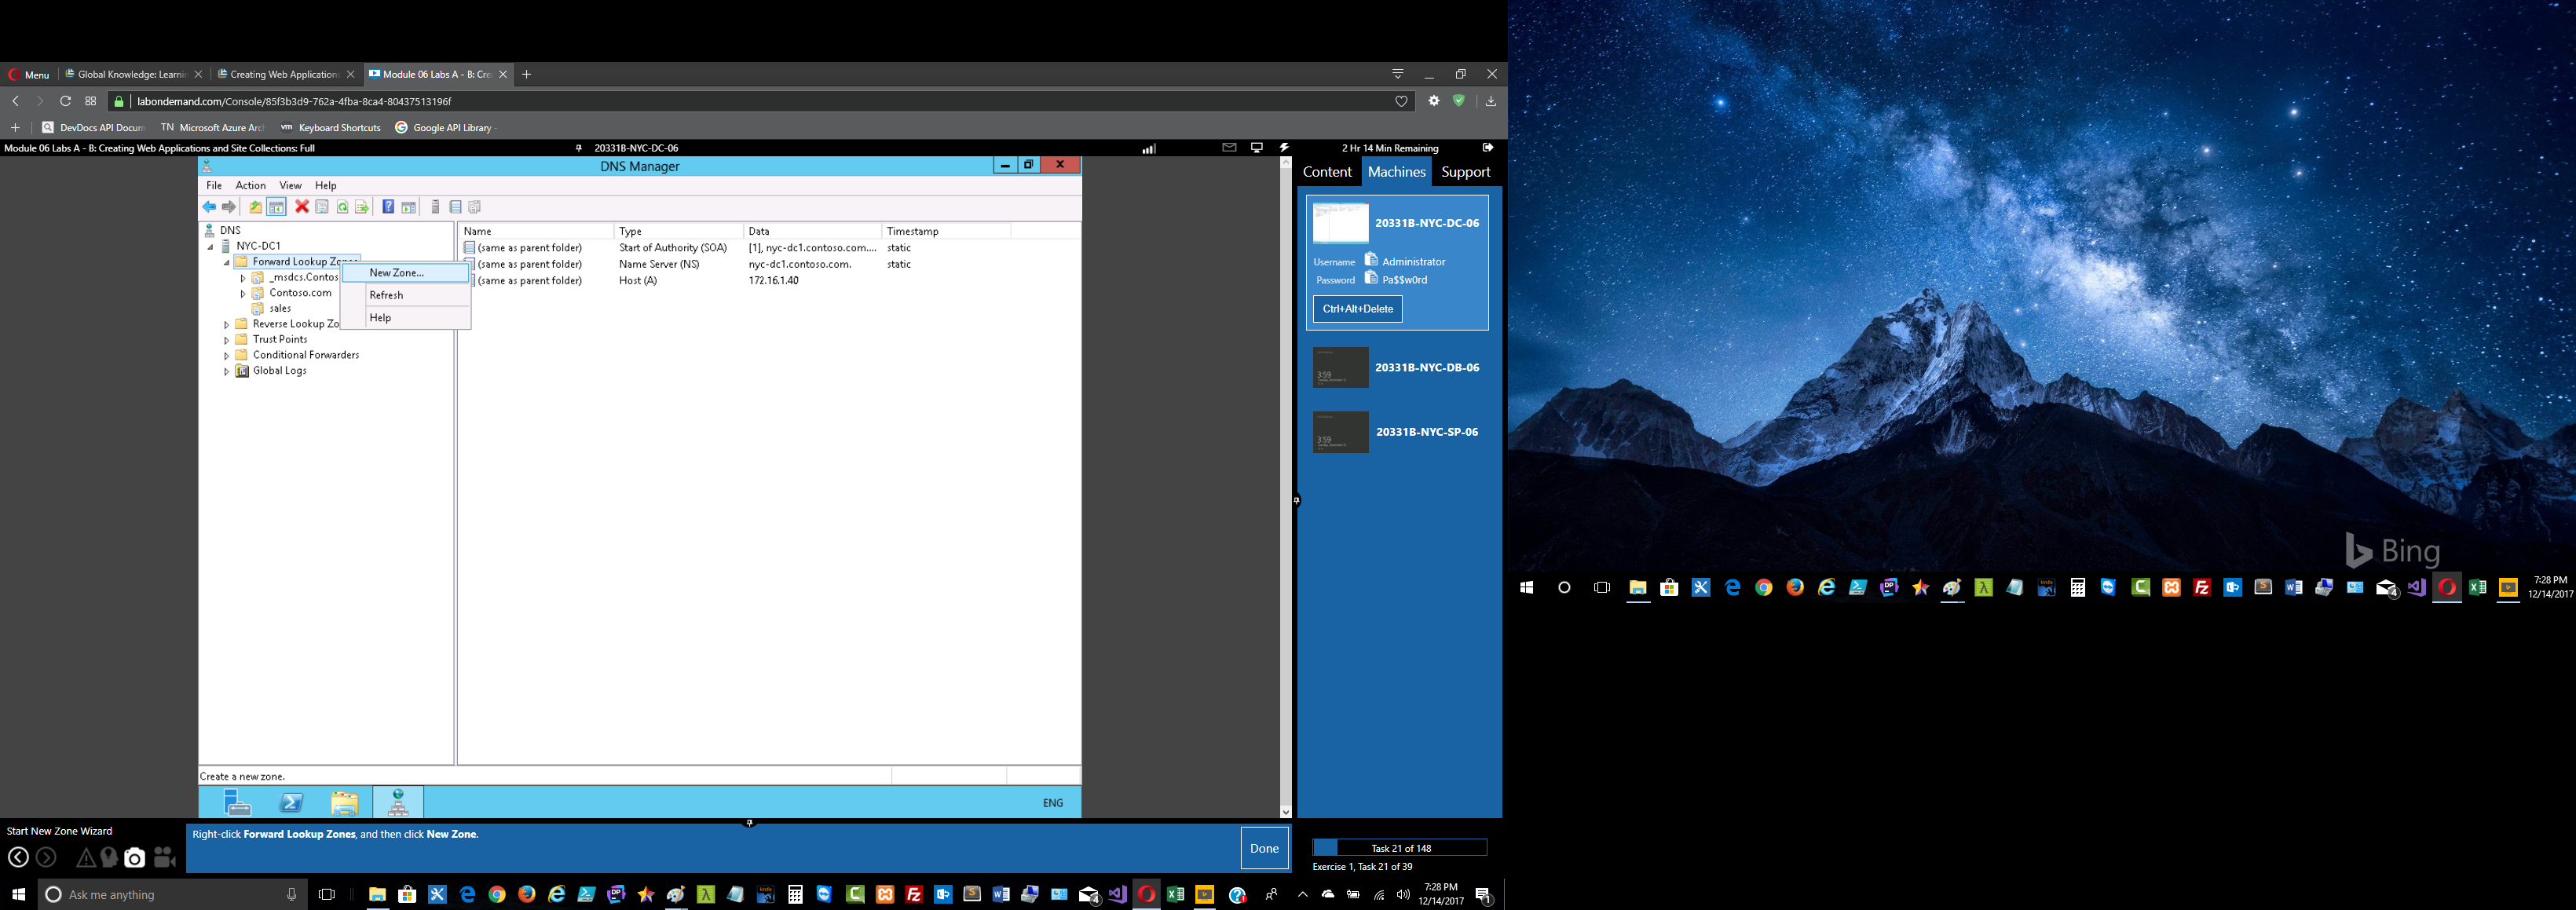 Menu
Global Knowledge: Learnin
Creating Web Applications
Module 06 Labs A - B: Cre
labondemand.com/Console/85f3b3d9-762a-4fba-8ca4-80437513196f
DevDocs API Docum
TN Microsoft Azure Arc
vm Keyboard Shortcuts
Google API Library -
Module 06 Labs A - B: Creating Web Applications and Site Collections: Full
20331B-NYC-DC-06
2 Hr 14 Min Remaining
DNS Manager
File Action View Help
DNS
NYC-DC1
Forward Lookup Zones
_msdcs.Contos
Contoso.com
sales
Reverse Lookup Zo
Trust Points
Conditional Forwarders
Global Logs
New Zone...
Refresh
Help
Name Type Data Timestamp
(same as parent folder) Start of Authority (SOA) [1], nyc-dc1.contoso.com.... static
(same as parent folder) Name Server (NS) nyc-dc1.contoso.com. static
(same as parent folder) Host (A) 172.16.1.40
Create a new zone.
ENG
Content Machines Support
20331B-NYC-DC-06
Username Administrator
Password Pa$$w0rd
Ctrl+Alt+Delete
3:59
20331B-NYC-DB-06
3:59
20331B-NYC-SP-06
Start New Zone Wizard
Right-click Forward Lookup Zones, and then click New Zone.
Done
Task 21 of 148
Exercise 1, Task 21 of 39
Ask me anything
7:28 PM
12/14/2017
Bing
7:28 PM
12/14/2017